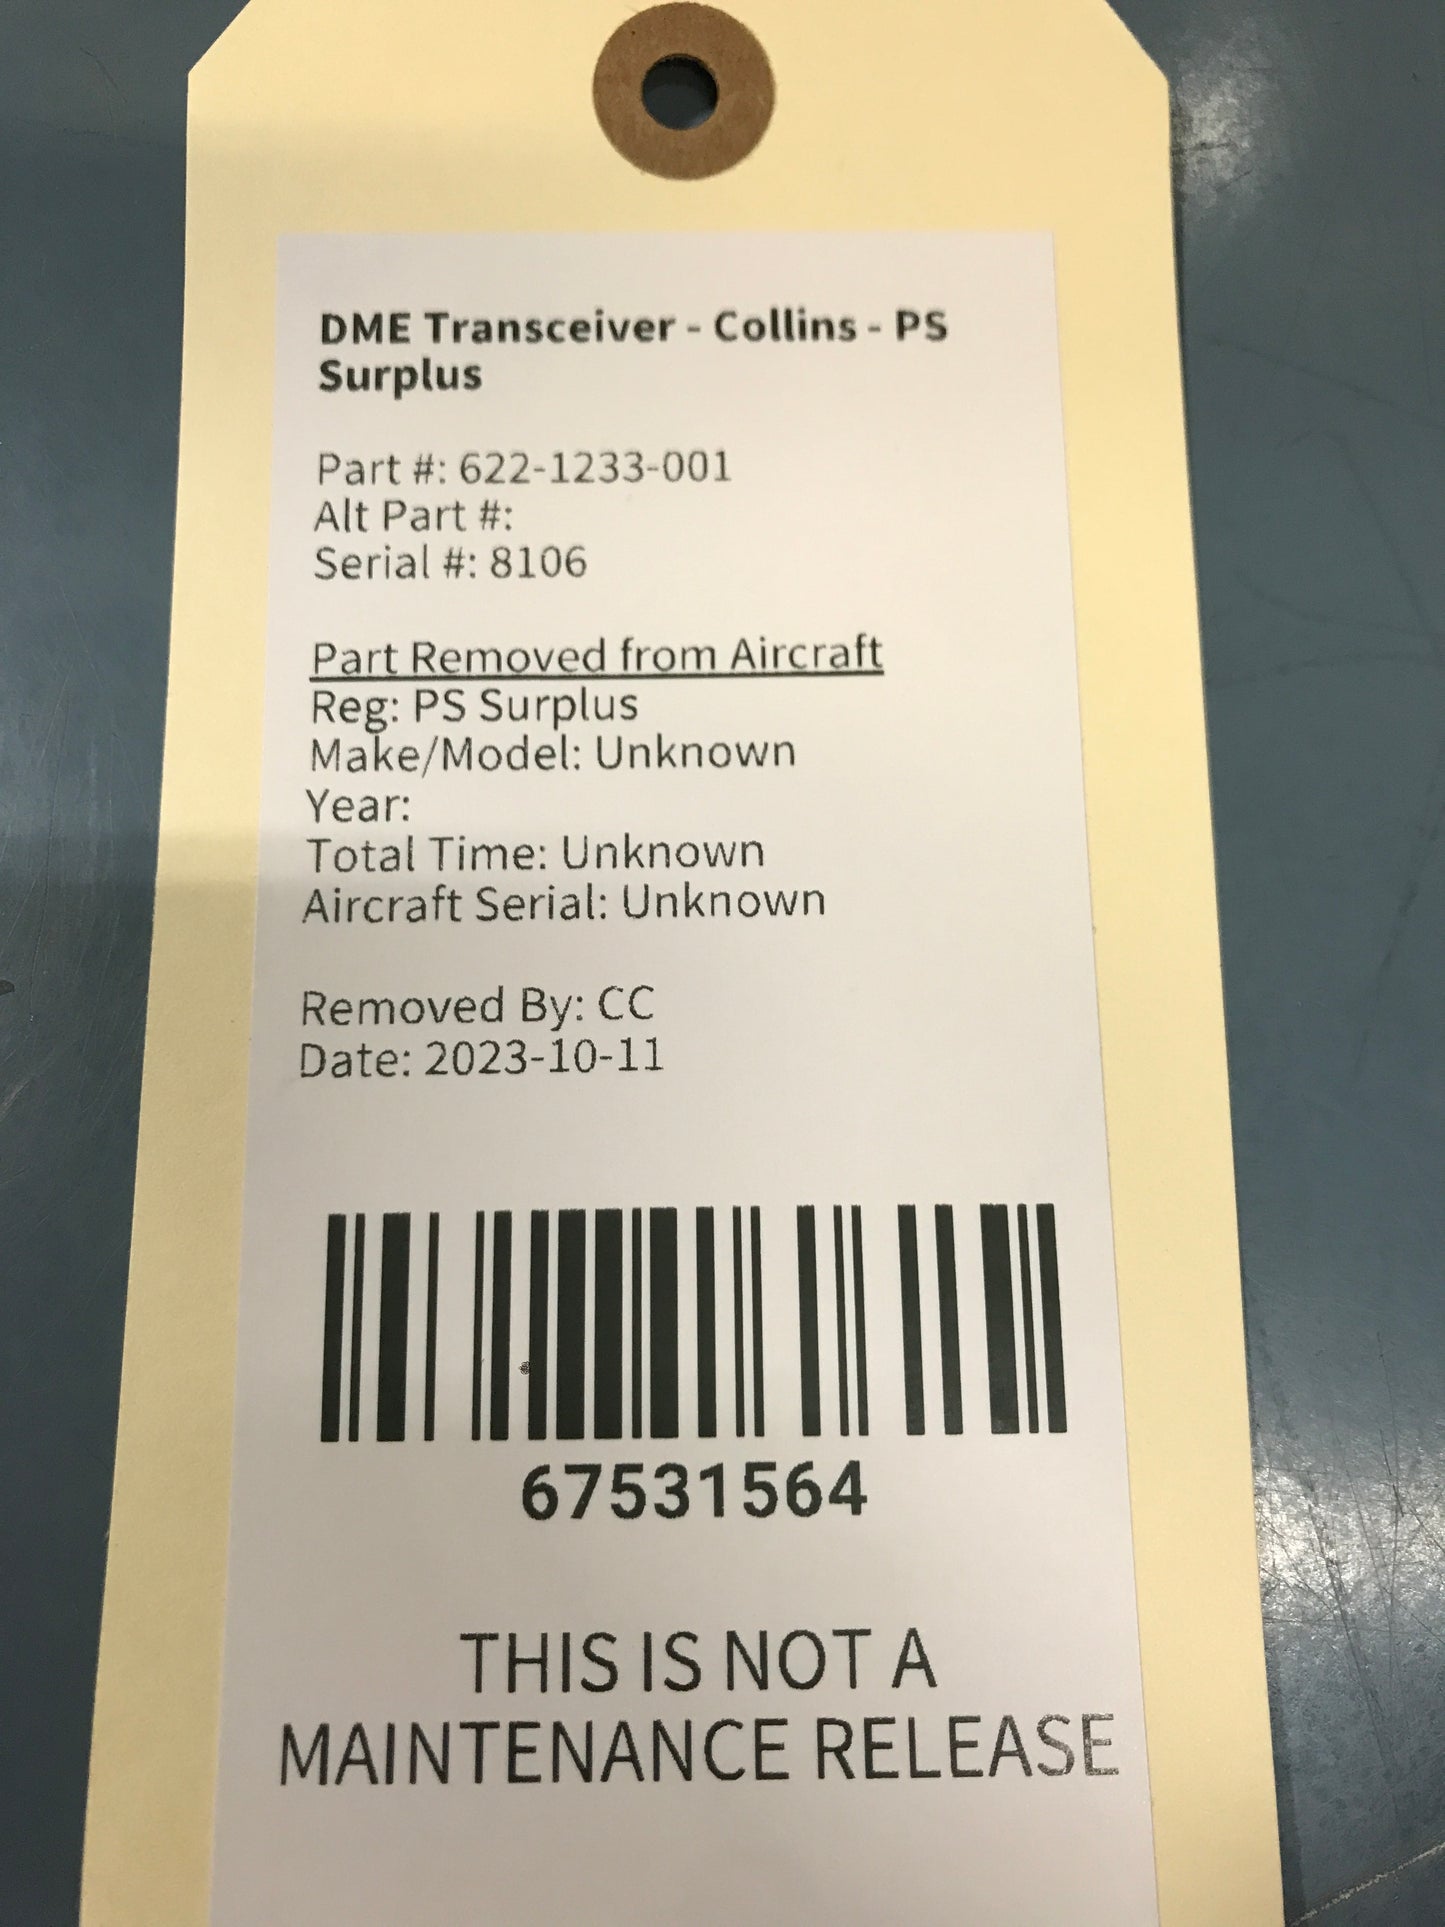 DME Transceiver - Collins - PS
Surplus
Part #: 622-1233-001
Alt Part #:
Serial #: 8106
Part Removed from Aircraft
Reg: PS Surplus
Make/Model: Unknown
Year:
Total Time: Unknown
Aircraft Serial: Unknown
Removed By: CC
Date: 2023-10-11
67531564
THIS IS NOT A
MAINTENANCE RELEASE